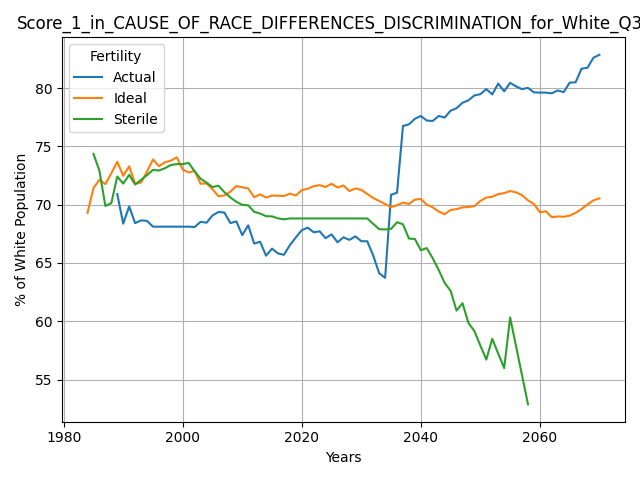 Score_1_in_CAUSE_OF_RACE_DIFFERENCES_DISCRIMINATION_for_White_Q3
Fertility
Actual
Ideal
Sterile
80
75
70
65
60
55
% of White Population
1980
2000
2020
2040
2060
Years